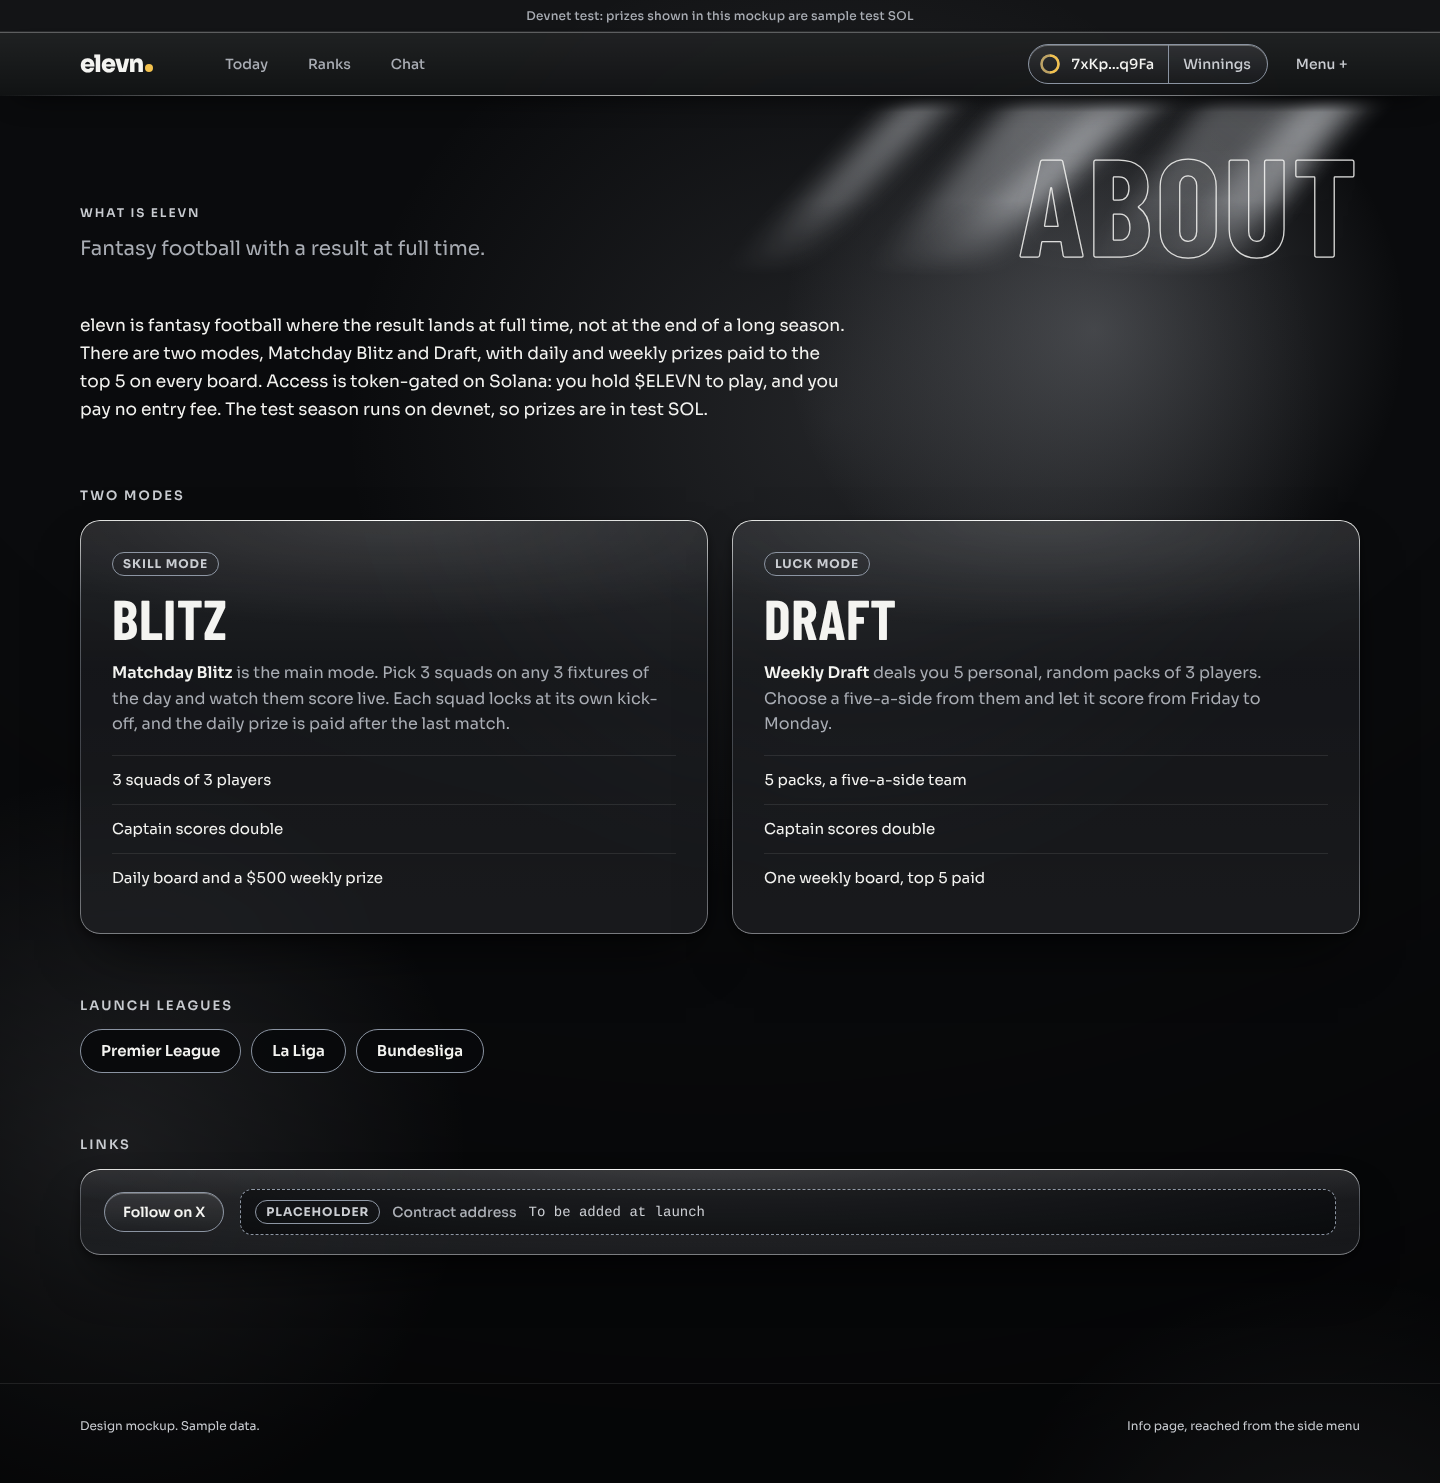 Devnet test: prizes shown in this mockup are sample test SOL
elevn.
Today
Ranks
Chat
7xKp...q9Fa
Winnings
Menu +
ABOUT
WHAT IS ELEVN
Fantasy football with a result at full time.
elevn is fantasy football where the result lands at full time, not at the end of a long season.
There are two modes, Matchday Blitz and Draft, with daily and weekly prizes paid to the
top 5 on every board. Access is token-gated on Solana: you hold $ELEVN to play, and you
pay no entry fee. The test season runs on devnet, so prizes are in test SOL.
TWO MODES
SKILL MODE
BLITZ
Matchday Blitz is the main mode. Pick 3 squads on any 3 fixtures of
the day and watch them score live. Each squad locks at its own kick-
off, and the daily prize is paid after the last match.
3 squads of 3 players
Captain scores double
Daily board and a $500 weekly prize
LUCK MODE
DRAFT
Weekly Draft deals you 5 personal, random packs of 3 players.
Choose a five-a-side from them and let it score from Friday to
Monday.
5 packs, a five-a-side team
Captain scores double
One weekly board, top 5 paid
LAUNCH LEAGUES
Premier League
La Liga
Bundesliga
LINKS
Follow on X
PLACEHOLDER
Contract address
To be added at launch
Design mockup. Sample data.
Info page, reached from the side menu